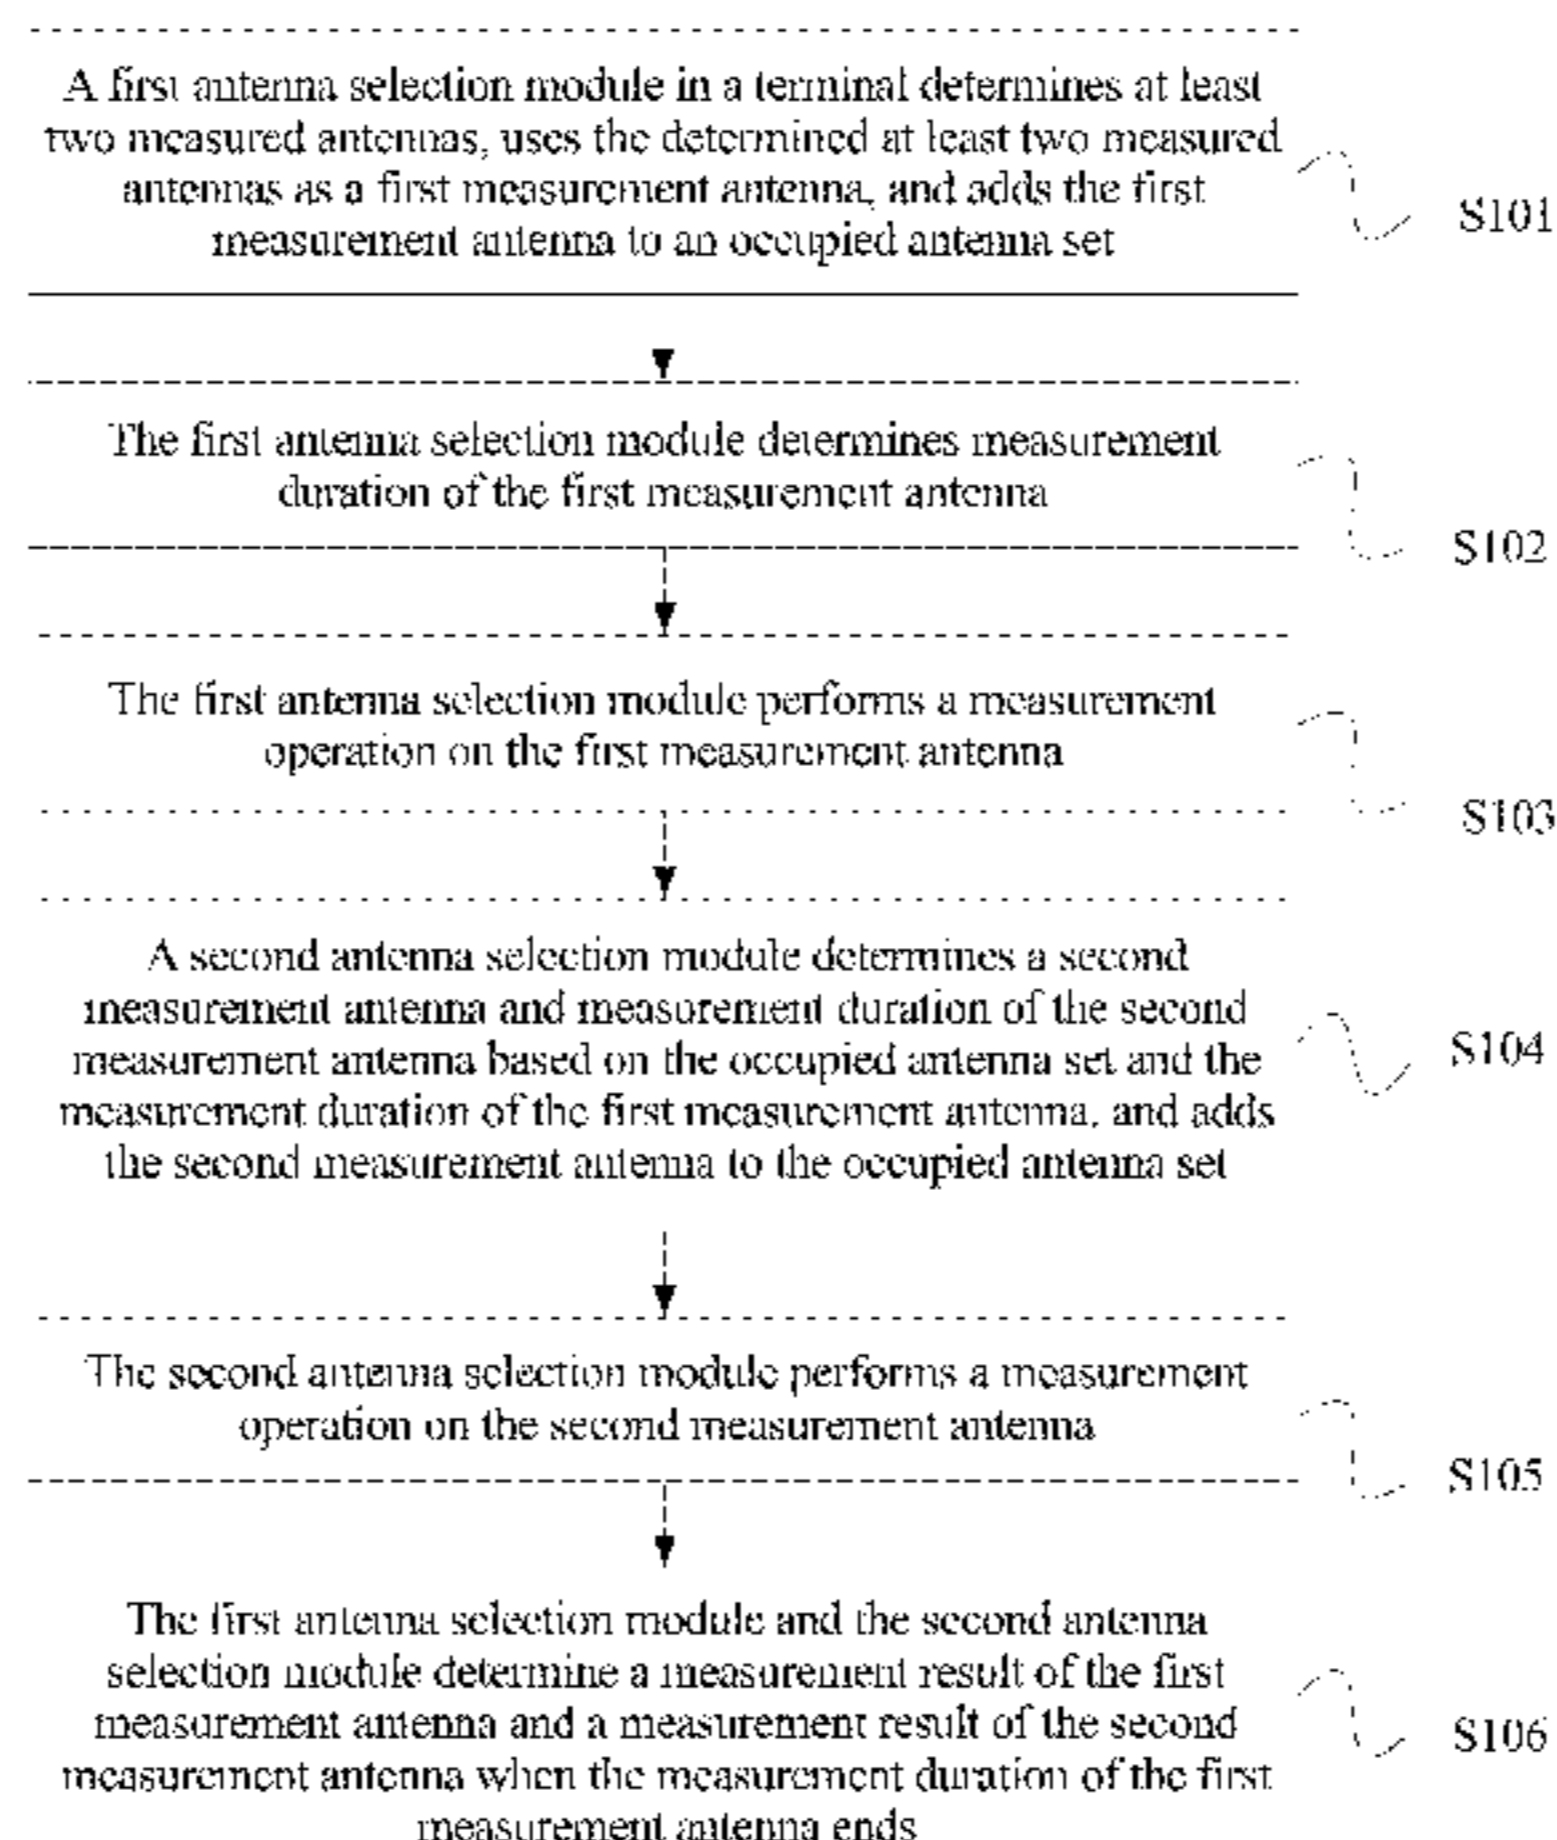 A first antenna selection module in a terminal determines at least
two measured antennas, uses the determined at least two measured
antennas as a first measurement antenna, and adds the first
measurement antenna to an occupied antenna set
S101
The first antenna selection module determines measurement
duration of the first measurement antenna
S102
The first antenna selection module performs a measurement
operation on the first measurement antenna
S103
A second antenna selection module determines a second
measurement antenna and measurement duration of the second
measurement antenna based on the occupied antenna set and the
measurement duration of the first measurement antenna, and adds
the second measurement antenna to the occupied antenna set
S104
The second antenna selection module performs a measurement
operation on the second measurement antenna
S105
The first antenna selection module and the second antenna
selection module determine a measurement result of the first
measurement antenna and a measurement result of the second
measurement antenna when the measurement duration of the first
measurement antenna ends
S106